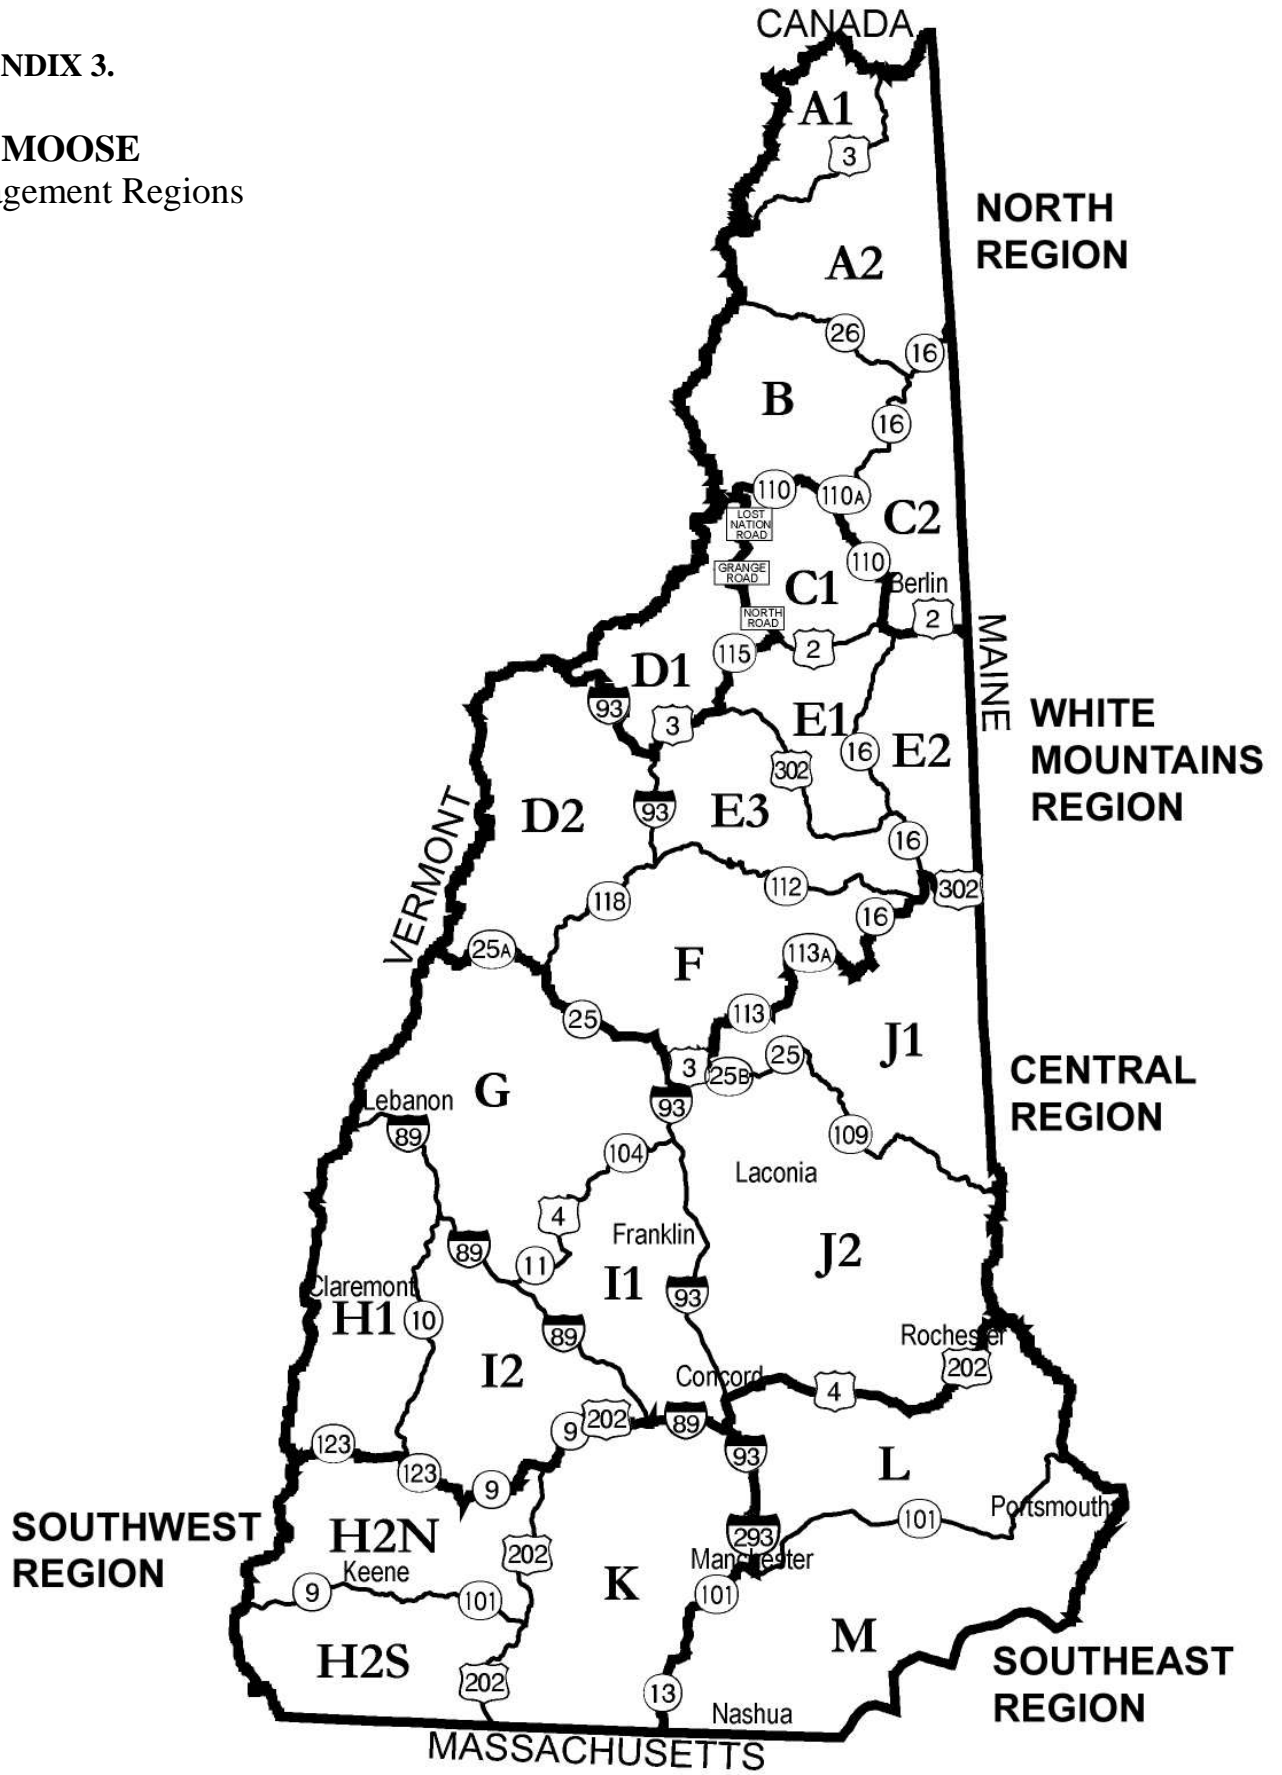 CANADA
NDIX 3.
A1
MOOSE
3
agement Regions
NORTH
REGION
A2
26
16
B
16
110
110A
LOST
NATION
ROAD
C2
110
GRANGE
ROAD
C1
Berlin
NORTH
ROAD
2
MAINE
115
2
D1
93
3
E1
WHITE
MOUNTAINS
REGION
16
E2
302
VERMONT
D2
93
E3
16
112
302
118
16
25A
113A
F
25
113
J1
25
3
25B
CENTRAL
REGION
G
Lebanon
93
89
109
104
Laconia
4
Franklin
89
11
J2
I1
Claremont
93
H1
10
89
Rochester
202
I2
Concord
4
9
202
89
123
93
L
123
9
Portsmouth
101
SOUTHWEST
REGION
H2N
293
Manchester
202
Keene
9
101
K
101
M
H2S
SOUTHEAST
REGION
202
13
Nashua
MASSACHUSETTS